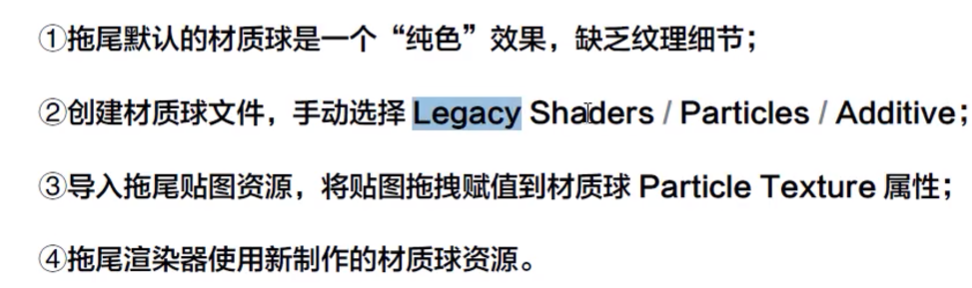 ①拖尾默认的材质球是一个“纯色”效果，缺乏纹理细节；
②创建材质球文件，手动选择 Legacy Shaders / Particles / Additive；
③导入拖尾贴图资源，将贴图拖拽赋值到材质球 Particle Texture 属性；
④拖尾渲染器使用新制作的材质球资源。